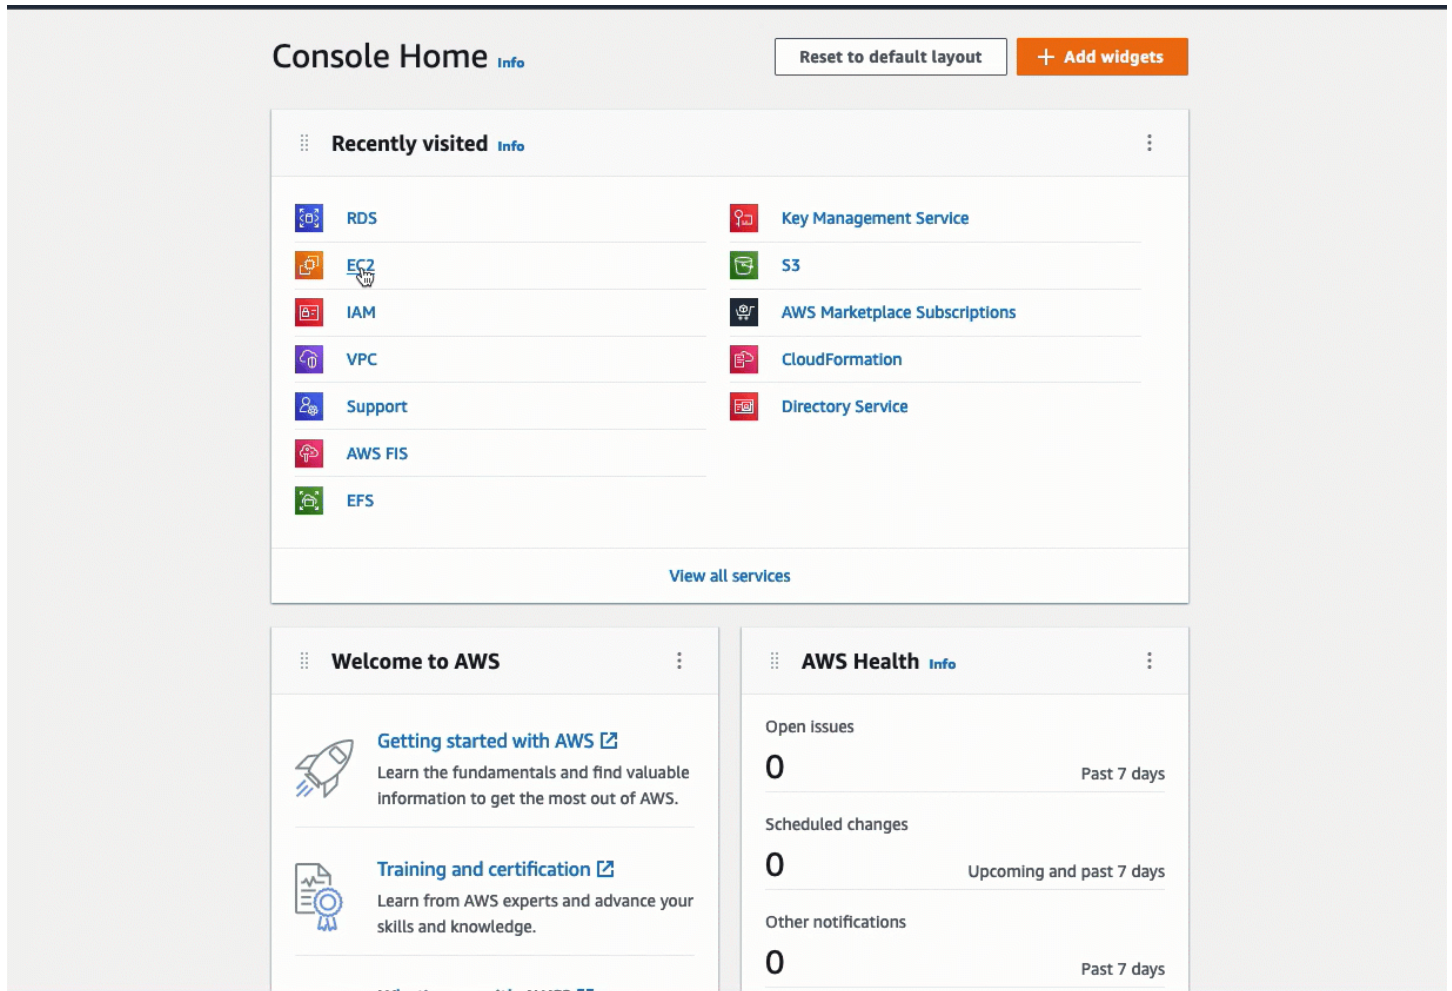 Console Home Info
Reset to default layout
+ Add widgets
Recently visited Info
RDS
EC2
IAM
VPC
Support
AWS FIS
EFS
Key Management Service
S3
AWS Marketplace Subscriptions
CloudFormation
Directory Service
View all services
Welcome to AWS
Getting started with AWS
Learn the fundamentals and find valuable
information to get the most out of AWS.
Training and certification
Learn from AWS experts and advance your
skills and knowledge.
AWS Health Info
Open issues
0
Past 7 days
Scheduled changes
0
Upcoming and past 7 days
Other notifications
0
Past 7 days